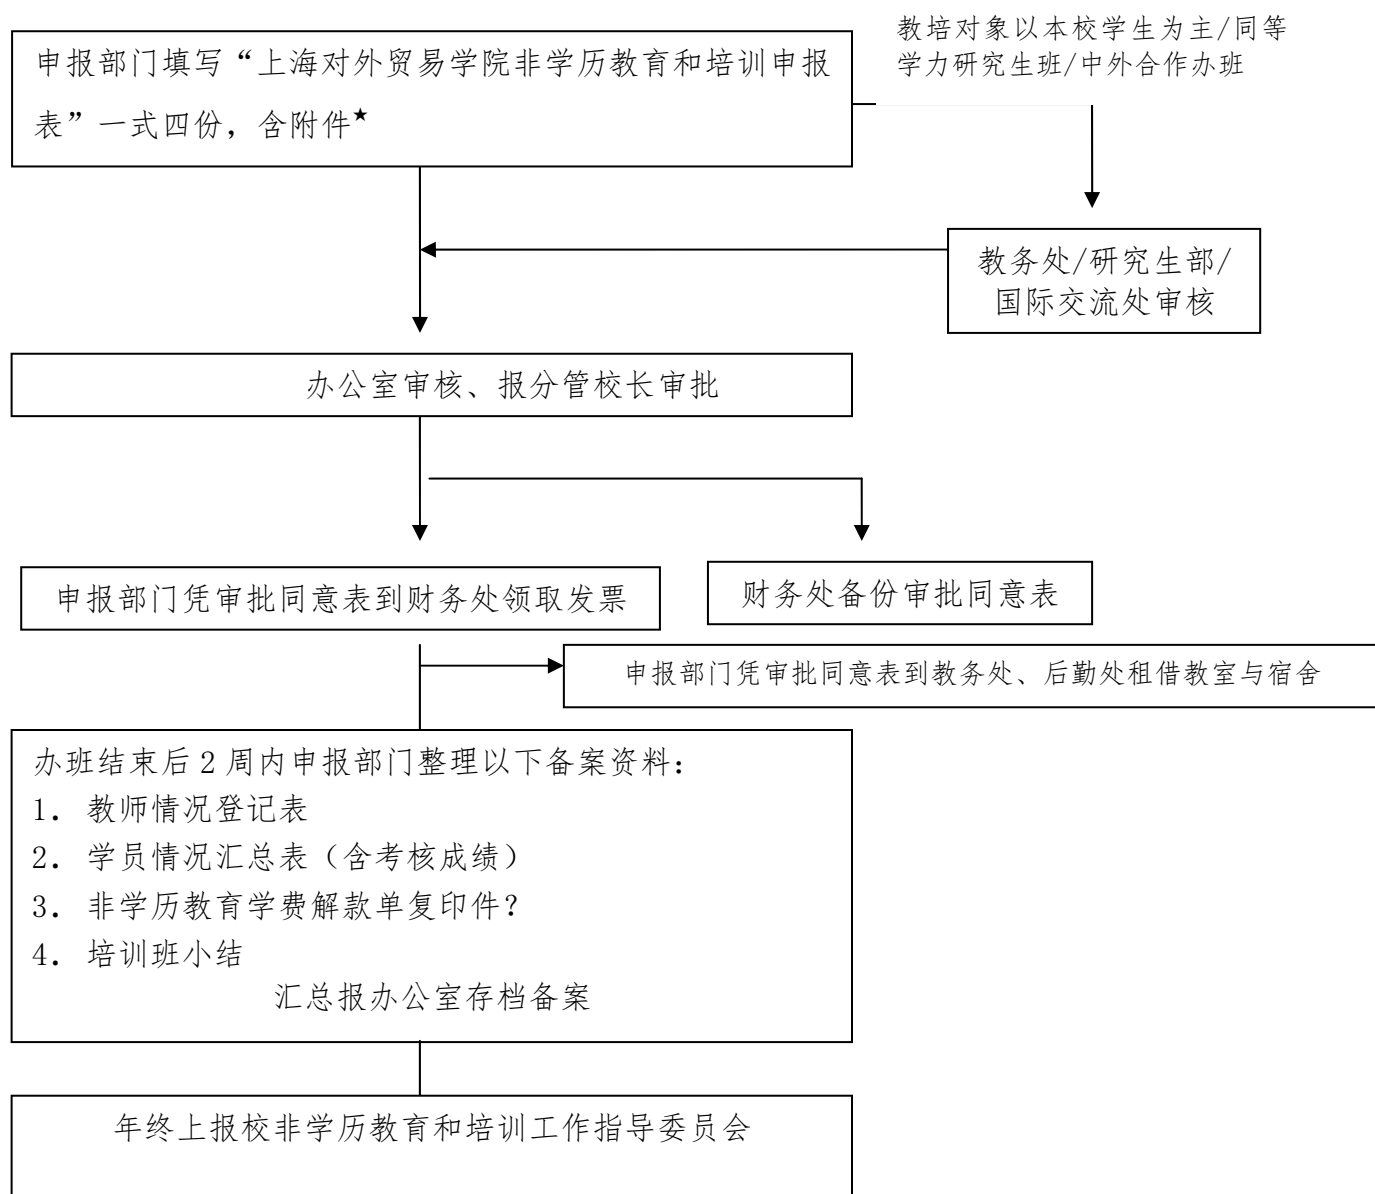 教培对象以本校学生为主/同等
学力研究生班/中外合作办班
申报部门填写“上海对外贸易学院非学历教育和培训申报
表”一式四份，含附件★
教务处/研究生部/
国际交流处审核
办公室审核、报分管校长审批
申报部门凭审批同意表到财务处领取发票
财务处备份审批同意表
申报部门凭审批同意表到教务处、后勤处租借教室与宿舍
办班结束后 2 周内申报部门整理以下备案资料：
1. 教师情况登记表
2. 学员情况汇总表（含考核成绩）
3. 非学历教育学费解款单复印件？
4. 培训班小结
汇总报办公室存档备案
年终上报校非学历教育和培训工作指导委员会